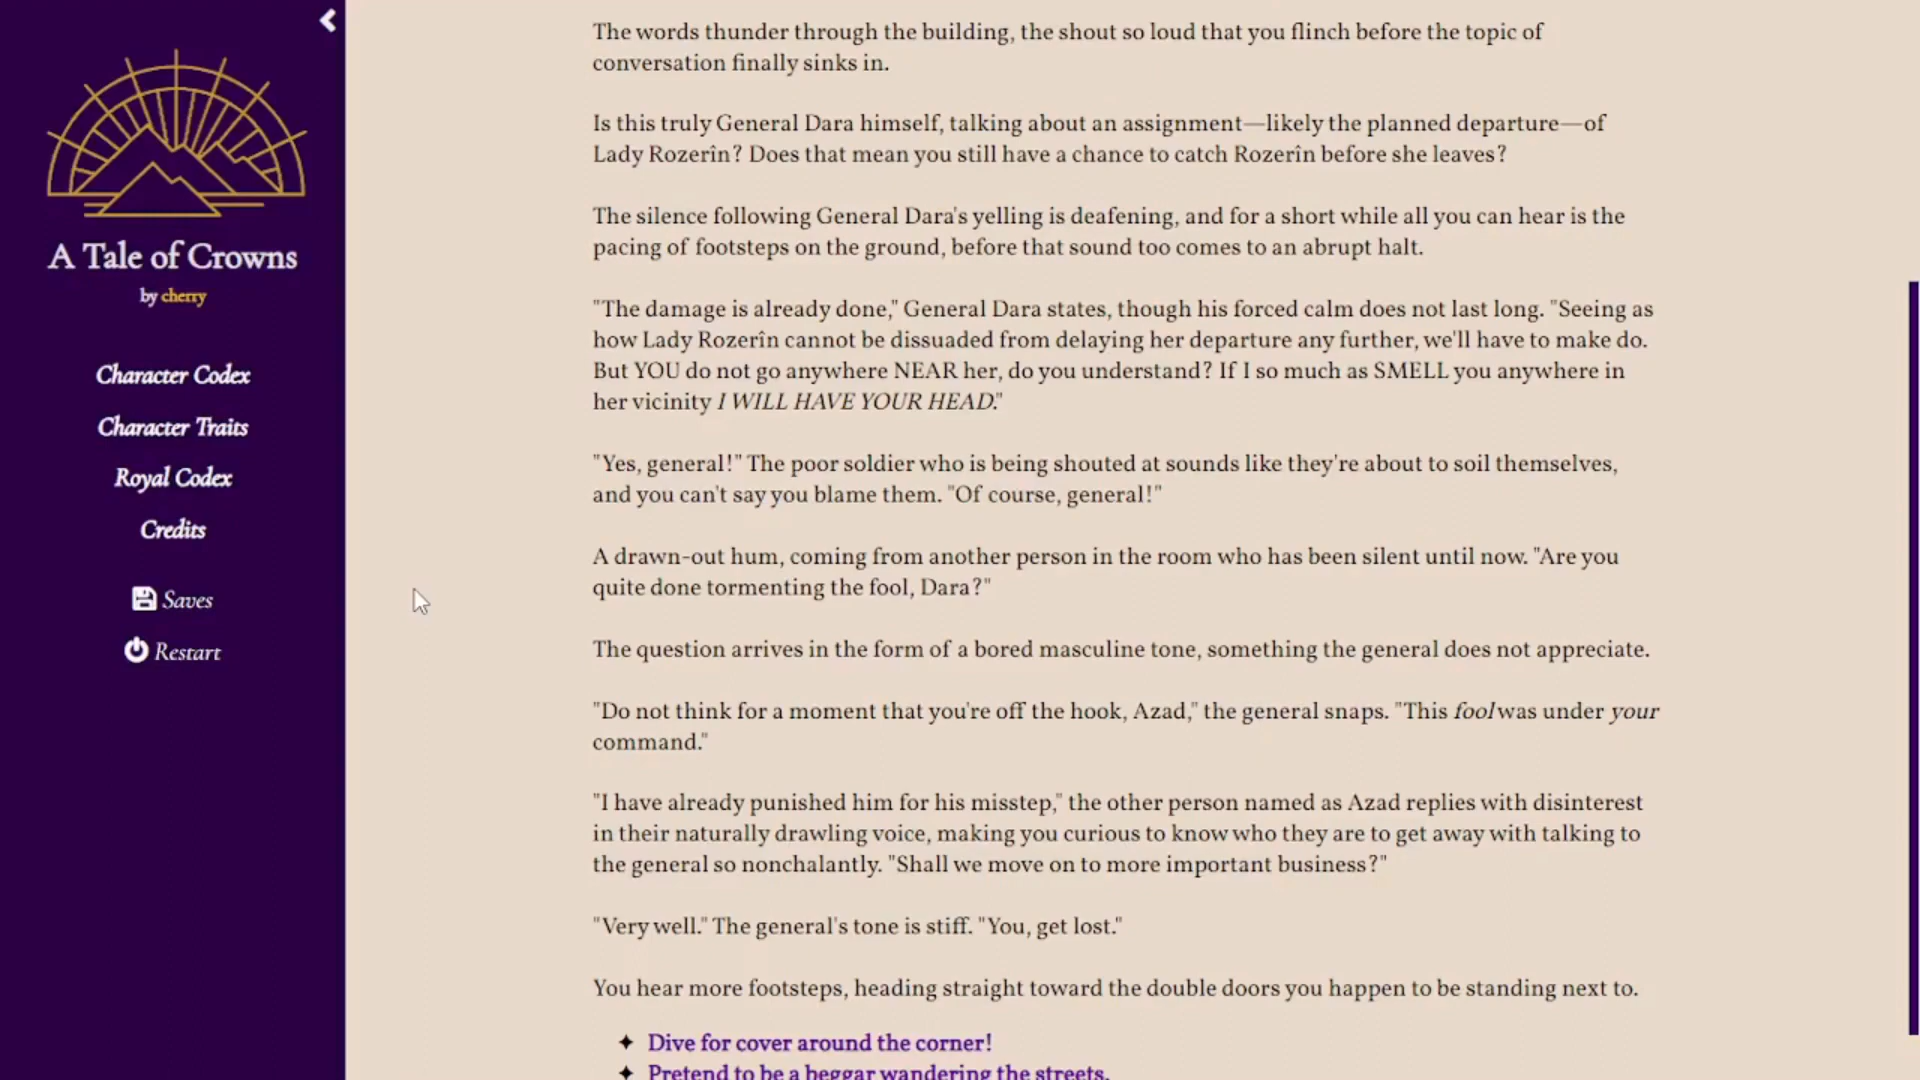 A Tale of Crowns
by cherry
Character Codex
Character Traits
Royal Codex
Credits
Saves
Restart
The words thunder through the building, the shout so loud that you flinch before the topic of
conversation finally sinks in.
Is this truly General Dara himself, talking about an assignment—likely the planned departure—of
Lady Rozerîn? Does that mean you still have a chance to catch Rozerîn before she leaves?
The silence following General Dara's yelling is deafening, and for a short while all you can hear is the
pacing of footsteps on the ground, before that sound too comes to an abrupt halt.
"The damage is already done," General Dara states, though his forced calm does not last long. "Seeing as
how Lady Rozerîn cannot be dissuaded from delaying her departure any further, we'll have to make do.
But YOU do not go anywhere NEAR her, do you understand? If I so much as SMELL you anywhere in
her vicinity I WILL HAVE YOUR HEAD."
"Yes, general!" The poor soldier who is being shouted at sounds like they're about to soil themselves,
and you can't say you blame them. "Of course, general!"
A drawn-out hum, coming from another person in the room who has been silent until now. "Are you
quite done tormenting the fool, Dara?"
The question arrives in the form of a bored masculine tone, something the general does not appreciate.
"Do not think for a moment that you're off the hook, Azad," the general snaps. "This fool was under your
command."
"I have already punished him for his misstep," the other person named as Azad replies with disinterest
in their naturally drawling voice, making you curious to know who they are to get away with talking to
the general so nonchalantly. "Shall we move on to more important business?"
"Very well." The general's tone is stiff. "You, get lost."
You hear more footsteps, heading straight toward the double doors you happen to be standing next to.
Dive for cover around the corner!
Pretend to be a beggar wandering the streets.